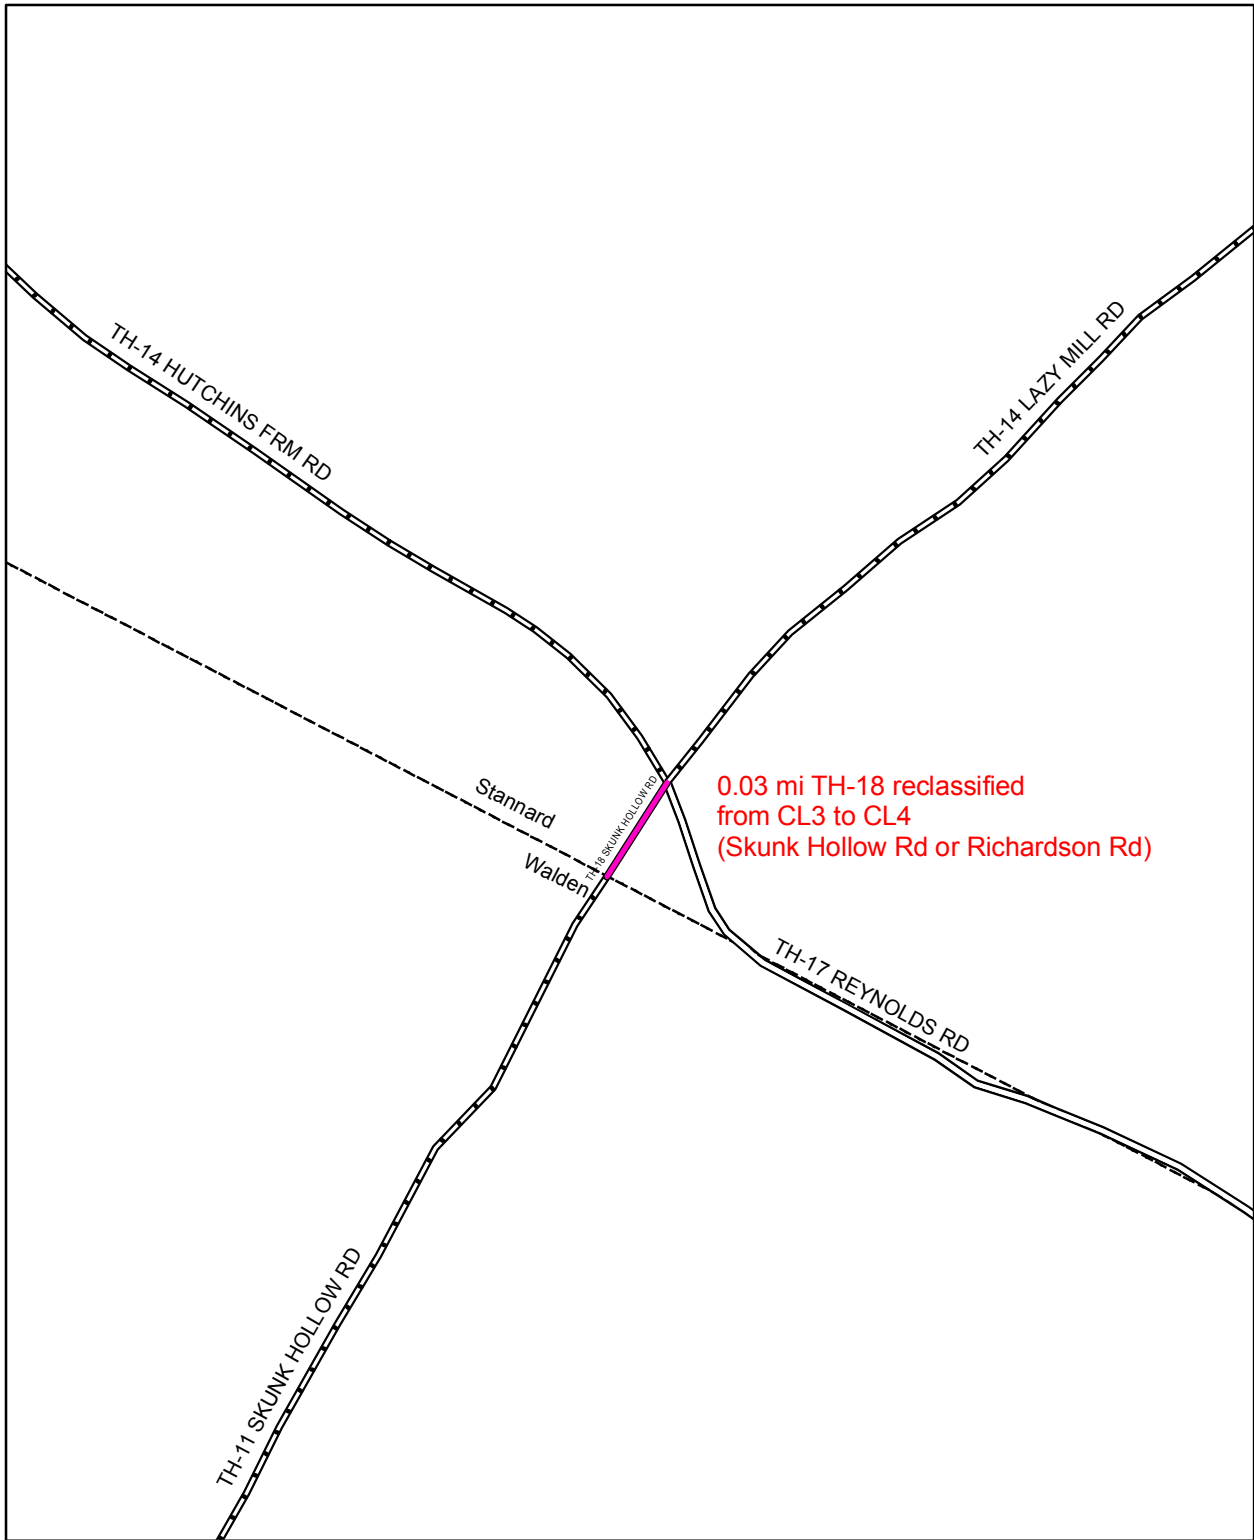 TH-14 HUTCHINS FRM RD
TH-14 LAZY MILL RD
Stannard
TH-18 SKUNK HOLLOW RD
0.03 mi TH-18 reclassified
from CL3 to CL4
(Skunk Hollow Rd or Richardson Rd)
Walden
TH-17 REYNOLDS RD
TH-11 SKUNK HOLLOW RD